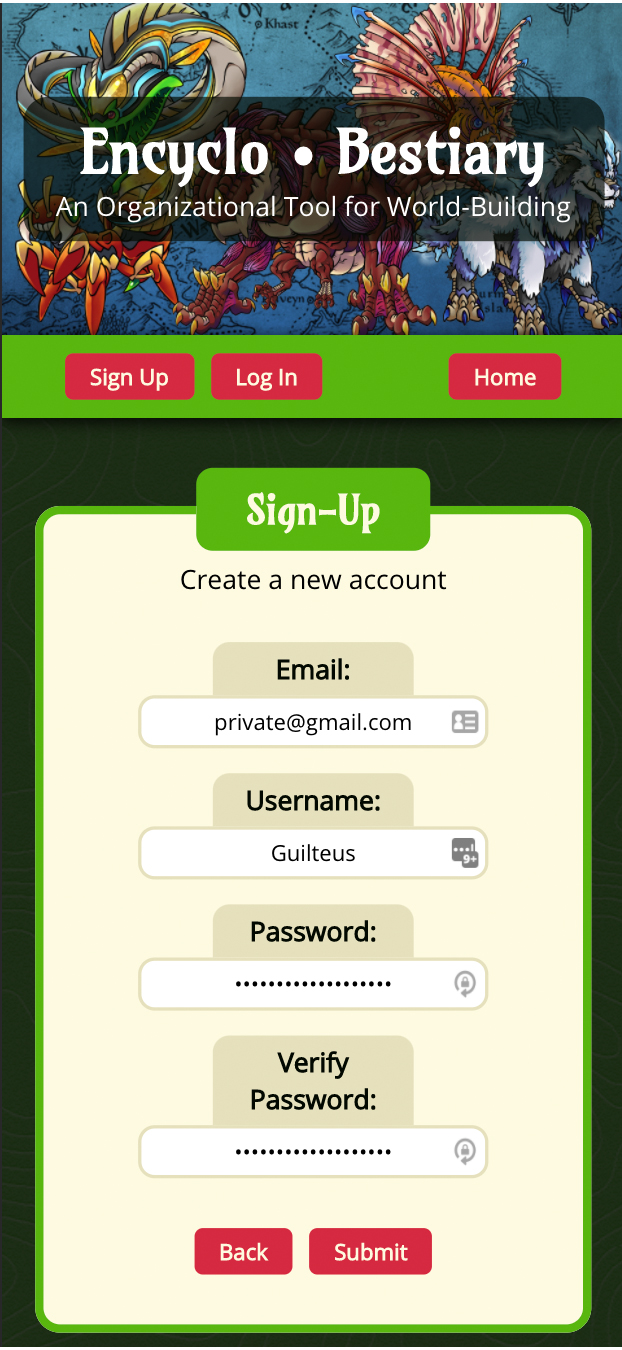 Khast
Encyclo • Bestiary
An Organizational Tool for World-Building
Sign Up
Log In
Home
Sign-Up
Create a new account
Email:
private@gmail.com
Username:
Guilteus
9+
Password:
•••••••••••••••••••
Verify
Password:
•••••••••••••••••••
Back
Submit